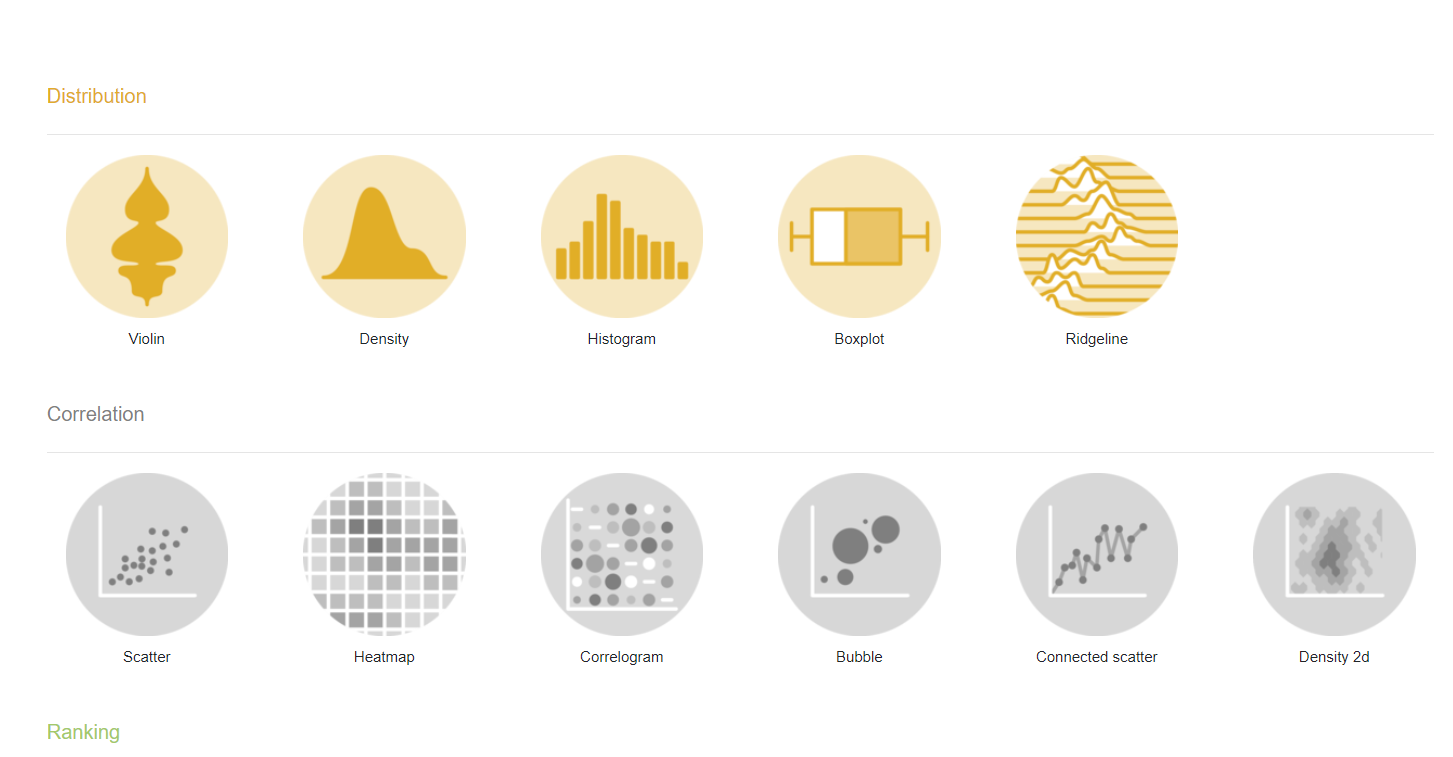 Distribution
Violin
Density
Histogram
Boxplot
Ridgeline
Correlation
Scatter
Heatmap
Correlogram
Bubble
Connected scatter
Density 2d
Ranking